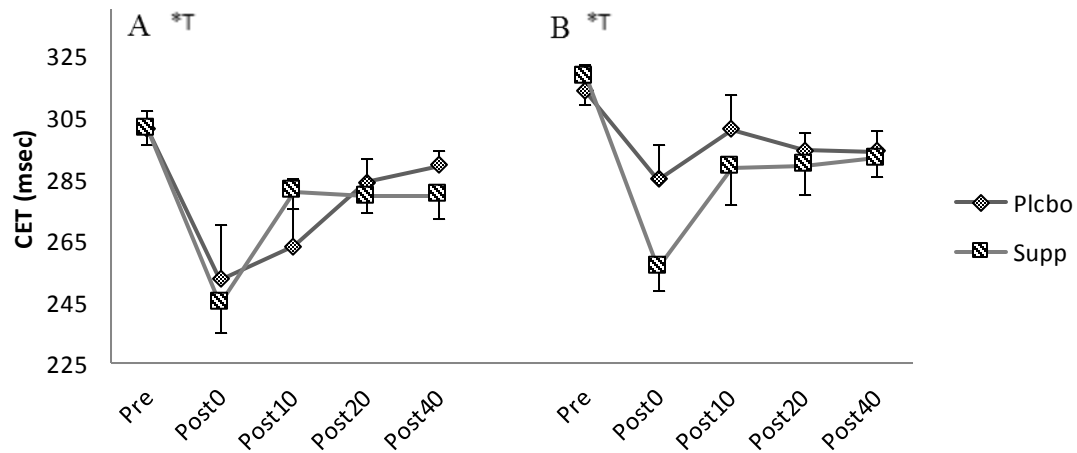 A *T
B *T
325
305
285
265
245
225
CET (msec)
Pre
Post0
Post10
Post20
Post40
Pre
Post0
Post10
Post20
Post40
Plcbo
Supp